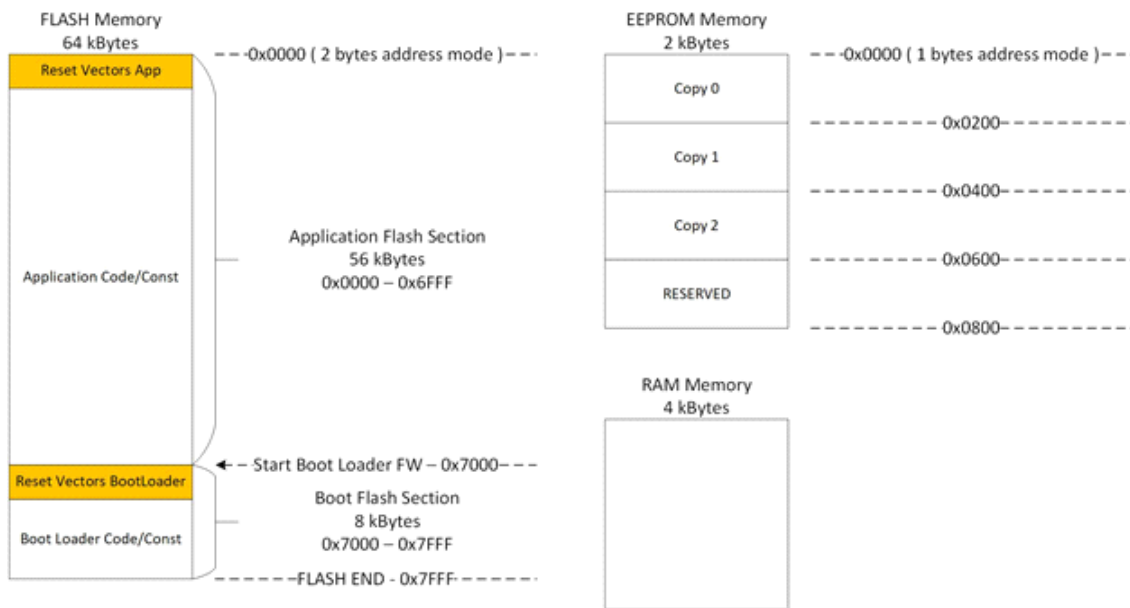 FLASH Memory
64 kBytes
Reset Vectors App
Application Code/Const
Reset Vectors BootLoader
Boot Loader Code/Const
0x0000 ( 2 bytes address mode )
Application Flash Section
56 kBytes
0x0000 – 0x6FFF
Start Boot Loader FW – 0x7000
Boot Flash Section
8 kBytes
0x7000 – 0x7FFF
FLASH END - 0x7FFF
EEPROM Memory
2 kBytes
Copy 0
Copy 1
Copy 2
RESERVED
0x0000 ( 1 bytes address mode )
0x0200
0x0400
0x0600
0x0800
RAM Memory
4 kBytes